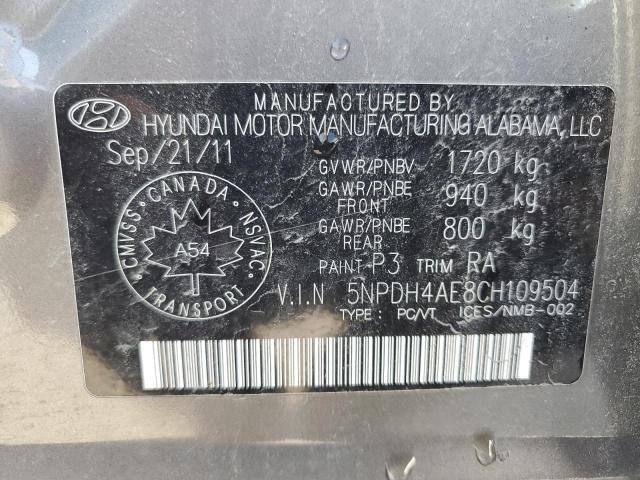 MANUFACTURED BY
HYUNDAI MOTOR MANUFACTURING ALABAMA, LLC
Sep/21/11
GVWR/PNBV 1720 kg
GAWR/PNBE FRONT 940 kg
GAWR/PNBE REAR 800 kg
PAINT P3 TRIM RA
CANADA
CMVSS NSVAC
A54
TRANSPORT
V.I.N 5NPDH4AE8CH109504
TYPE: PC/VT ICES/NMB-002